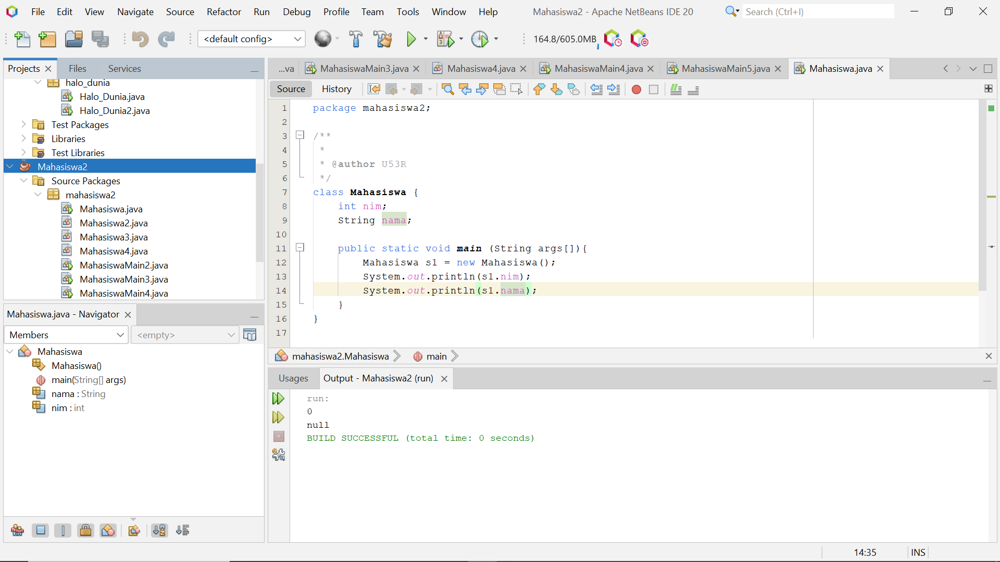 File Edit View Navigate Source Refactor Run Debug Profile Team Tools Window Help Mahasiswa2 - Apache NetBeans IDE 20 Search (Ctrl+I)
<default config> 164.8/605.0MB
Projects Files Services
halo_dunia
Halo_Dunia.java
Halo_Dunia2.java
Test Packages
Libraries
Test Libraries
Mahasiswa2
Source Packages
mahasiswa2
Mahasiswa.java
Mahasiswa2.java
Mahasiswa3.java
Mahasiswa4.java
MahasiswaMain2.java
MahasiswaMain3.java
MahasiswaMain4.java
Mahasiswa.java - Navigator
Members <empty>
Mahasiswa
Mahasiswa()
main(String[] args)
nama : String
nim : int
...va MahasiswaMain3.java Mahasiswa4.java MahasiswaMain4.java MahasiswaMain5.java Mahasiswa.java
Source History
1 package mahasiswa2;
2
3 /**
4 *
5 * @author U53R
6 */
7 class Mahasiswa {
8 int nim;
9 String nama;
10
11 public static void main (String args[]){
12 Mahasiswa s1 = new Mahasiswa();
13 System.out.println(s1.nim);
14 System.out.println(s1.nama);
15 }
16 }
17
mahasiswa2.Mahasiswa main
Usages Output - Mahasiswa2 (run)
run:
0
null
BUILD SUCCESSFUL (total time: 0 seconds)
14:35 INS